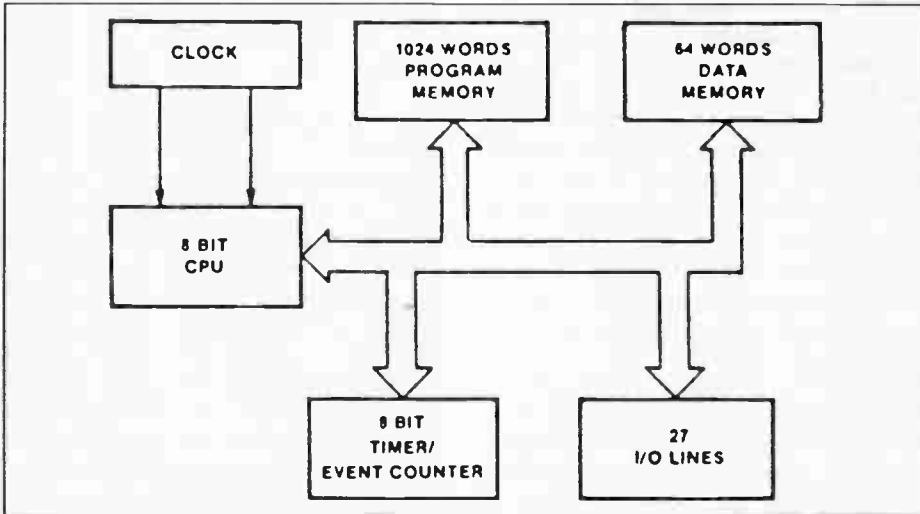 CLOCK
1024 WORDS
PROGRAM
MEMORY
64 WORDS
DATA
MEMORY
8 BIT
CPU
8 BIT
TIMER/
EVENT COUNTER
27
I/O LINES